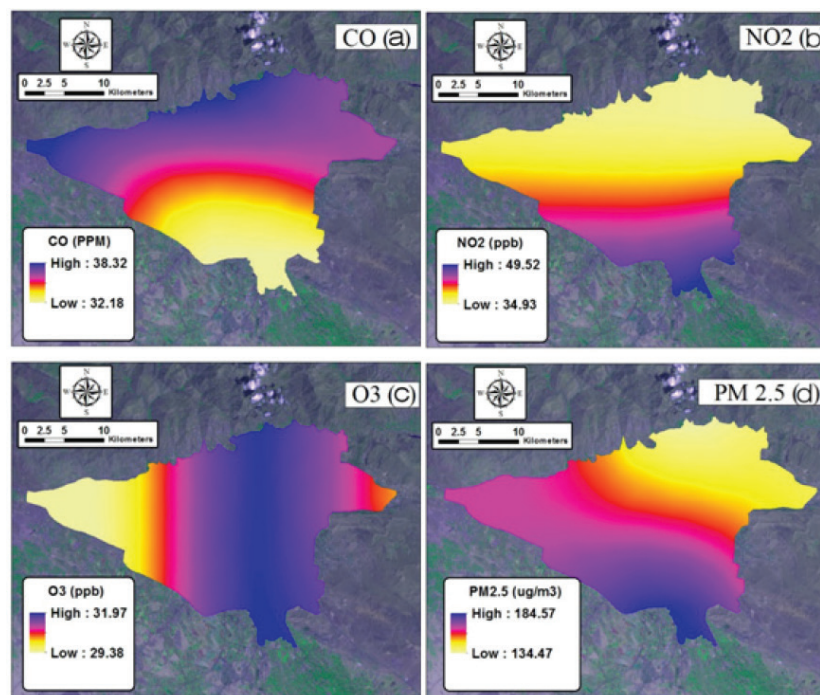 CO (a)
N
W E
S
0 2.5 5 10
Kilometers
CO (PPM)
High : 38.32
Low : 32.18
NO2 (b)
N
W E
S
0 2.5 5 10
Kilometers
NO2 (ppb)
High : 49.52
Low : 34.93
O3 (c)
N
W E
S
0 2.5 5 10
Kilometers
O3 (ppb)
High : 31.97
Low : 29.38
PM 2.5 (d)
N
W E
S
0 2.5 5 10
Kilometers
PM2.5 (ug/m3)
High : 184.57
Low : 134.47